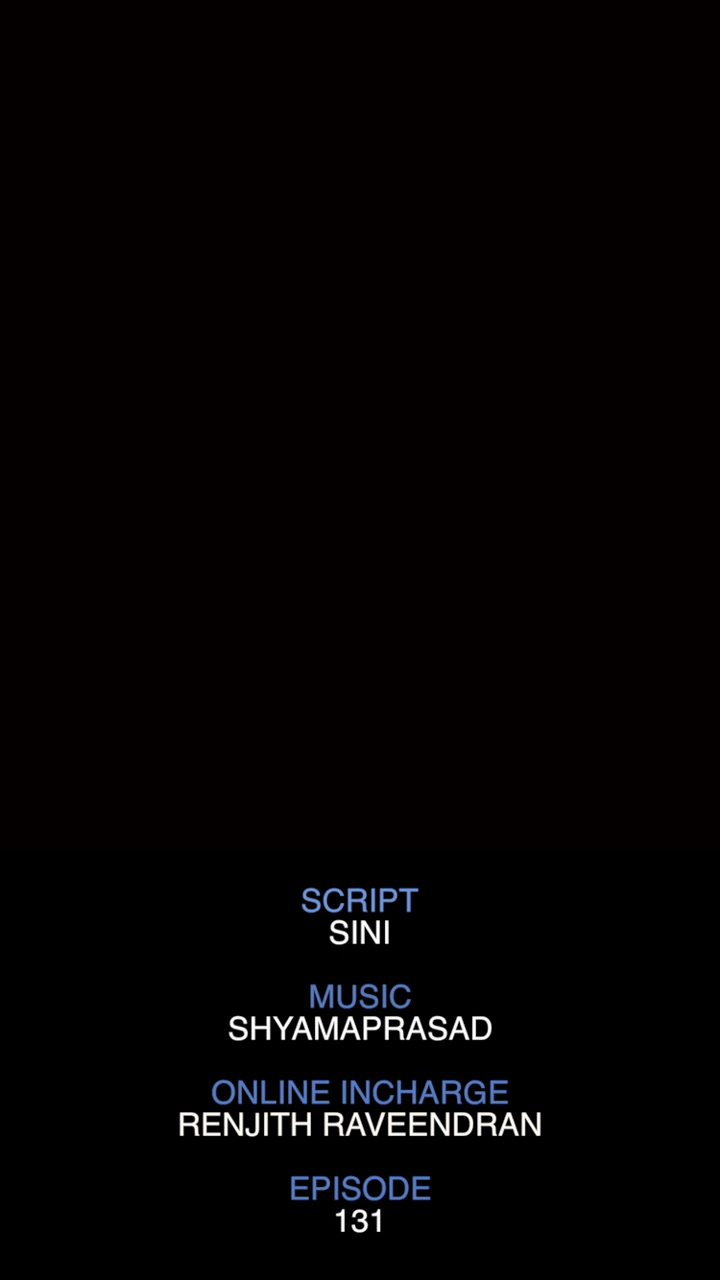 SCRIPT
SINI
MUSIC
SHYAMAPRASAD
ONLINE INCHARGE
RENJITH RAVEENDRAN
EPISODE
131